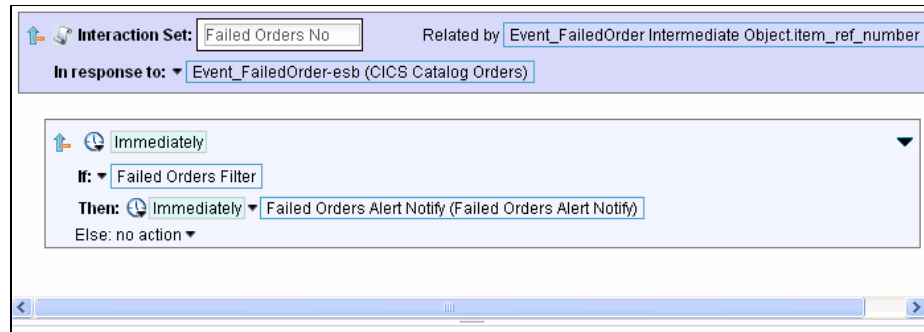 Interaction Set: Failed Orders No Related by Event_FailedOrder Intermediate Object.item_ref_number
In response to: Event_FailedOrder-esb (CICS Catalog Orders)
Immediately
If: Failed Orders Filter
Then: Immediately Failed Orders Alert Notify (Failed Orders Alert Notify)
Else: no action